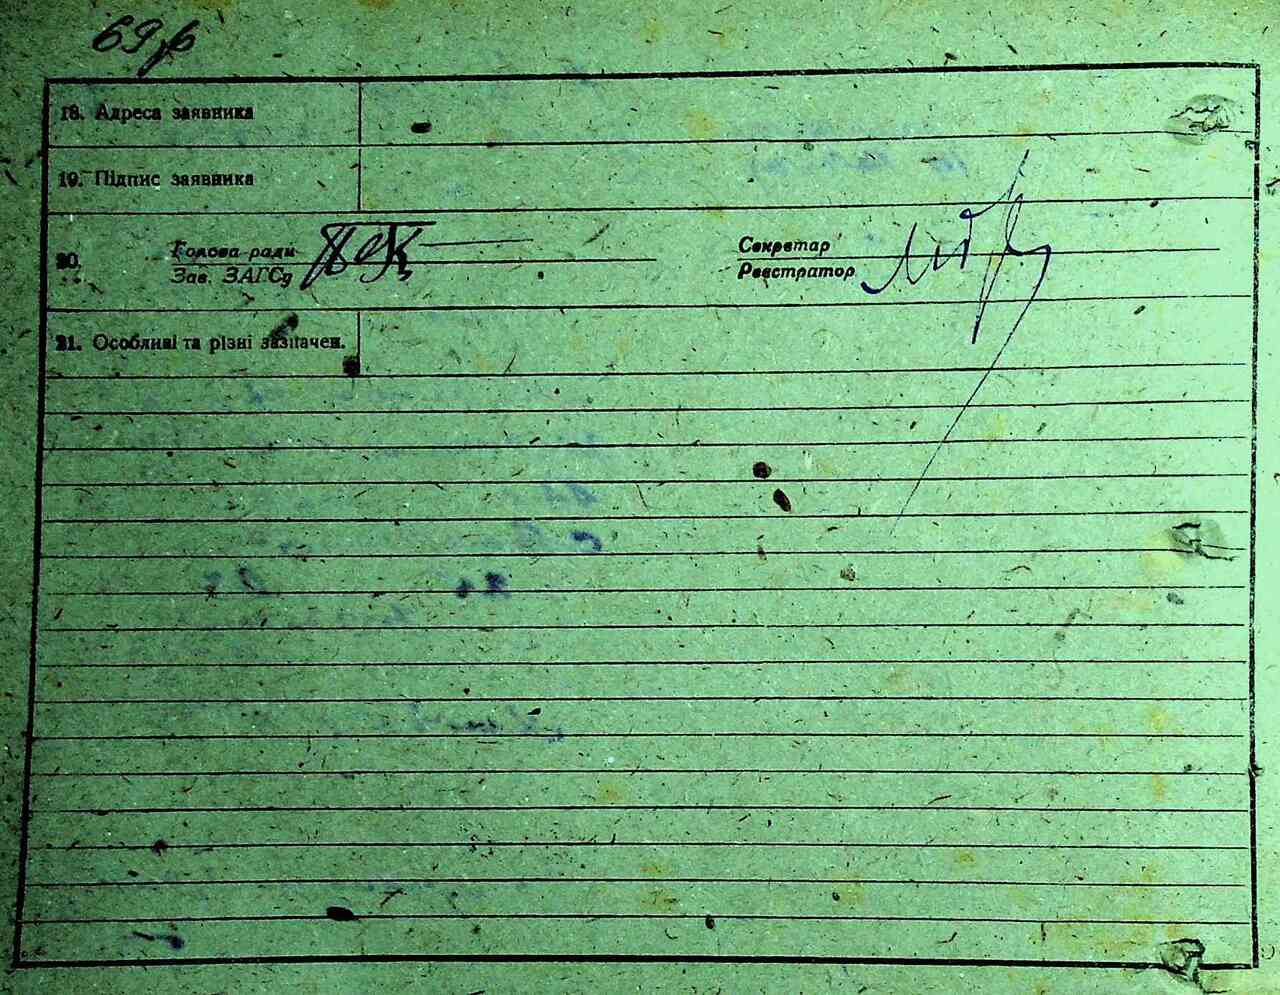 69
18. Адреса заявника
19. Підпис заявника
20. Голова ради
Зав. ЗАГСу
Секретар
Реєстратор
21. Особливі та різні зазначен.